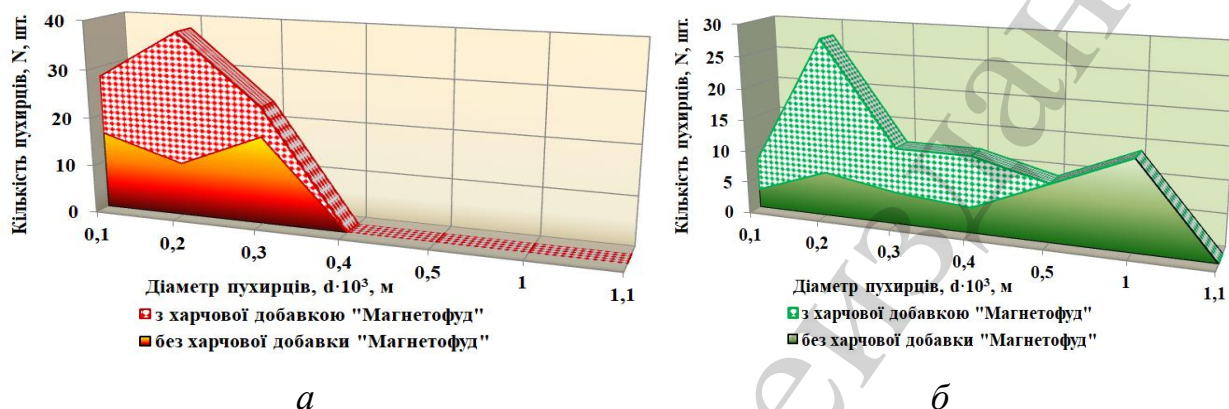 Кількість пухирців, N, шт.
40
30
20
10
0
0,1
0,2
0,3
0,4
0,5
1
1,1
Діаметр пухирців, d·10³, м
з харчовой добавкою "Магнетофуд"
без харчової добавки "Магнетофуд"
а
Кількість пухирців, N, шт.
30
25
20
15
10
5
0
0,1
0,2
0,3
0,4
0,5
1
1,1
Діаметр пухирців, d·10³, м
з харчовою добавкою "Магнетофуд"
без харчової добавки "Магнетофуд"
б